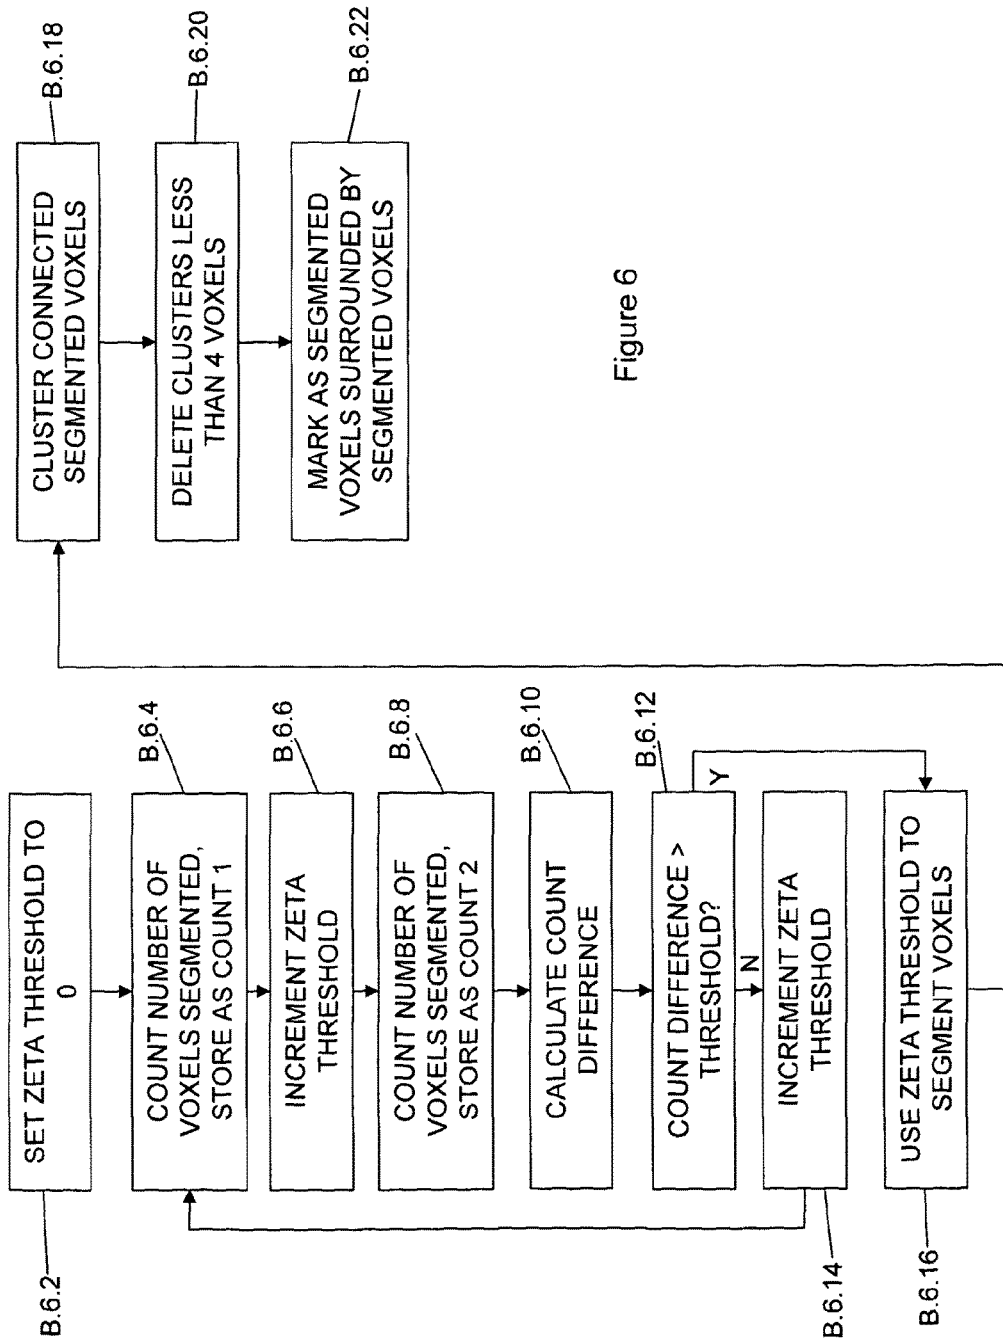 B.6.2
SET ZETA THRESHOLD TO
0
B.6.4
COUNT NUMBER OF
VOXELS SEGMENTED,
STORE AS COUNT 1
B.6.6
INCREMENT ZETA
THRESHOLD
B.6.8
COUNT NUMBER OF
VOXELS SEGMENTED,
STORE AS COUNT 2
B.6.10
CALCULATE COUNT
DIFFERENCE
B.6.12
COUNT DIFFERENCE >
THRESHOLD?
Y
N
B.6.14
INCREMENT ZETA
THRESHOLD
B.6.16
USE ZETA THRESHOLD TO
SEGMENT VOXELS
B.6.18
CLUSTER CONNECTED
SEGMENTED VOXELS
B.6.20
DELETE CLUSTERS LESS
THAN 4 VOXELS
B.6.22
MARK AS SEGMENTED
VOXELS SURROUNDED BY
SEGMENTED VOXELS
Figure 6